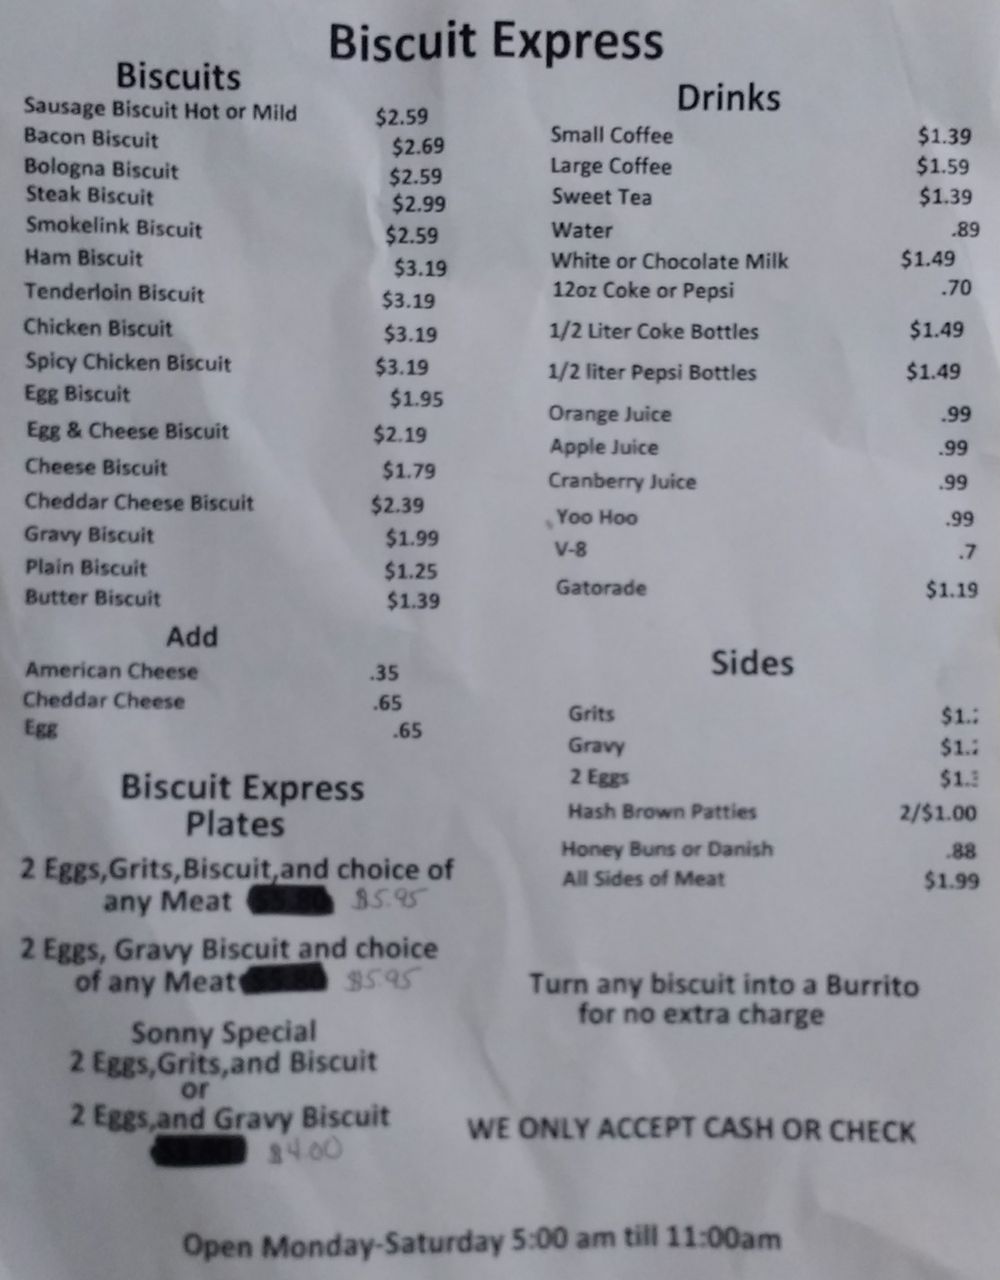 Biscuit Express
Biscuits
Sausage Biscuit Hot or Mild $2.59
Bacon Biscuit $2.69
Bologna Biscuit $2.59
Steak Biscuit $2.99
Smokelink Biscuit $2.59
Ham Biscuit $3.19
Tenderloin Biscuit $3.19
Chicken Biscuit $3.19
Spicy Chicken Biscuit $3.19
Egg Biscuit $1.95
Egg & Cheese Biscuit $2.19
Cheese Biscuit $1.79
Cheddar Cheese Biscuit $2.39
Gravy Biscuit $1.99
Plain Biscuit $1.25
Butter Biscuit $1.39
Add
American Cheese .35
Cheddar Cheese .65
Egg .65
Biscuit Express
Plates
2 Eggs,Grits,Biscuit,and choice of
any Meat $5.95
2 Eggs, Gravy Biscuit and choice
of any Meat $5.95
Sonny Special
2 Eggs,Grits,and Biscuit
or
2 Eggs,and Gravy Biscuit
$4.00
Drinks
Small Coffee $1.39
Large Coffee $1.59
Sweet Tea $1.39
Water .89
White or Chocolate Milk $1.49
12oz Coke or Pepsi .70
1/2 Liter Coke Bottles $1.49
1/2 liter Pepsi Bottles $1.49
Orange Juice .99
Apple Juice .99
Cranberry Juice .99
Yoo Hoo .99
V-8 .7
Gatorade $1.19
Sides
Grits
Gravy
2 Eggs
Hash Brown Patties 2/$1.00
Honey Buns or Danish .88
All Sides of Meat $1.99
Turn any biscuit into a Burrito
for no extra charge
WE ONLY ACCEPT CASH OR CHECK
Open Monday-Saturday 5:00 am till 11:00am